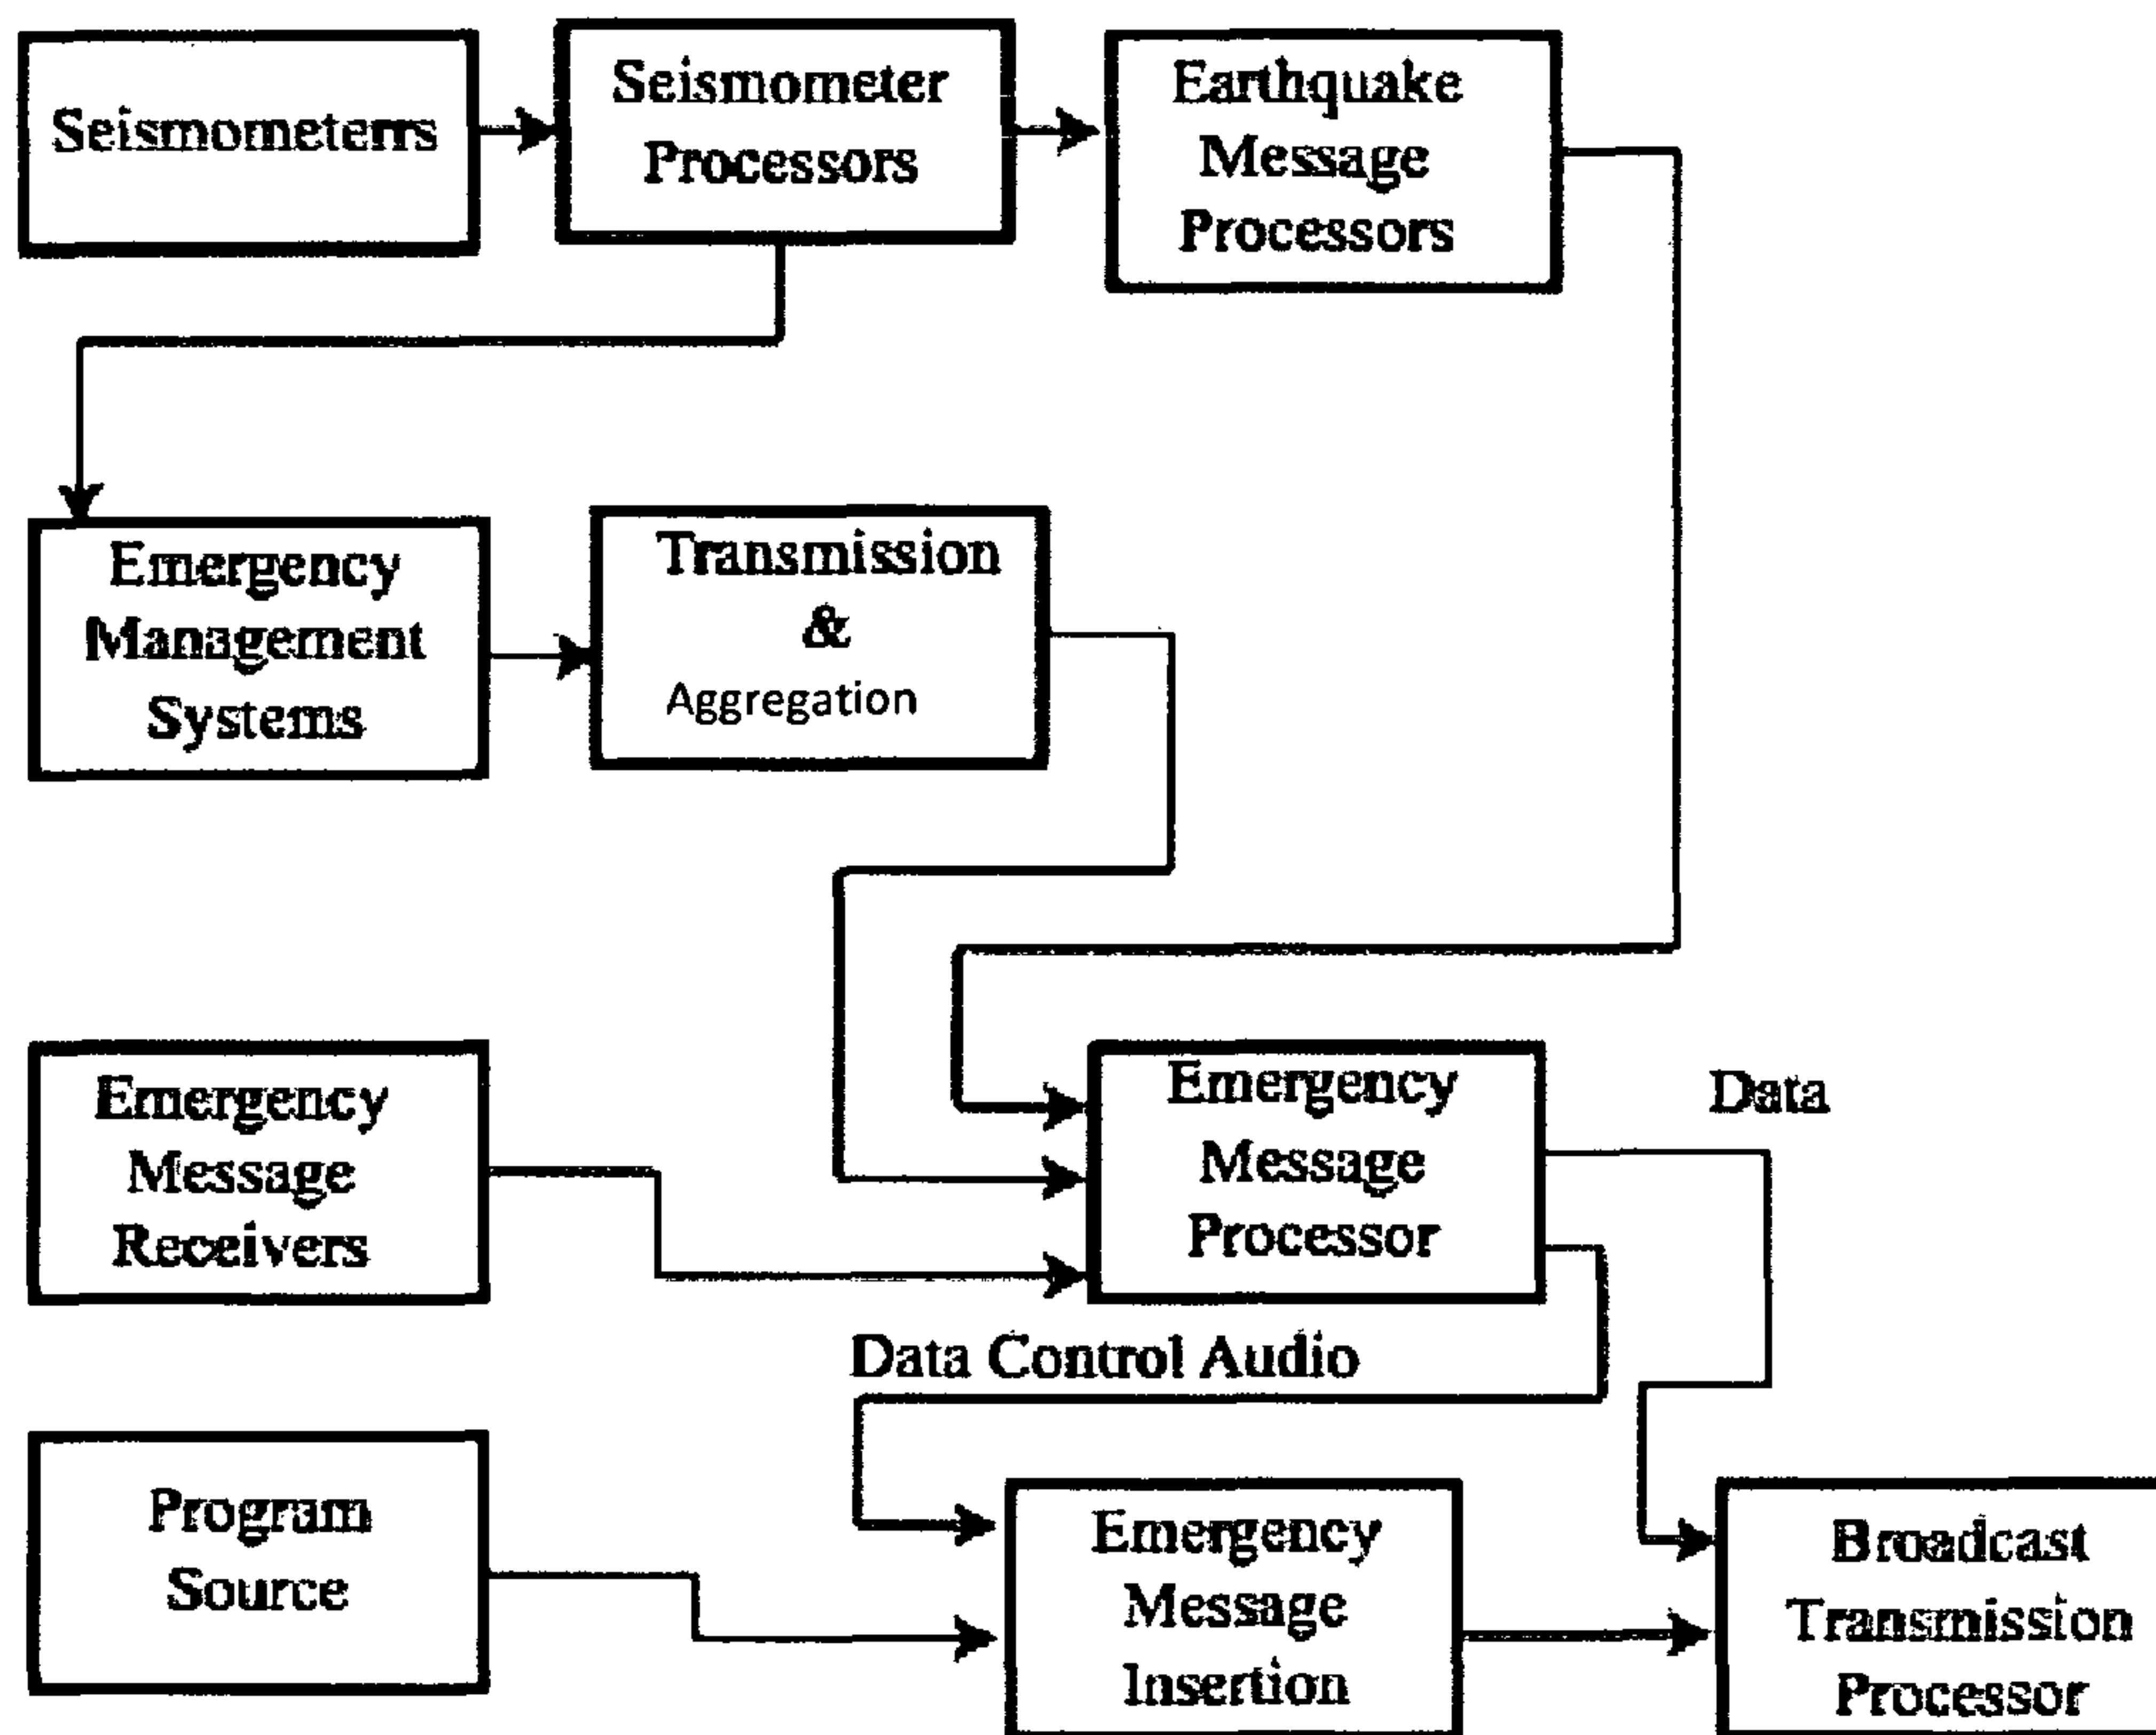 Seismometerrs
Seismometer
Processors
Earthquake
Message
Processors
Emergency
Management
Systems
Transmission
&
Aggregation
Emergency
Message
Receivers
Emergency
Message
Processor
Data
Data Control Audio
Program
Source
Emergency
Message
Insertion
Broadcast
Transmission
Processor